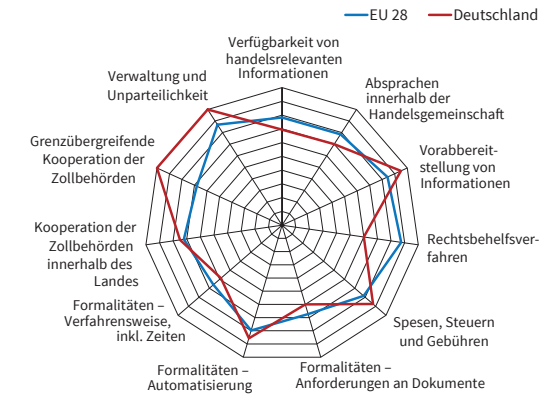 EU 28
Deutschland
Verfügbarkeit von
handelsrelevanten
Informationen
Absprachen
innerhalb der
Handelsgemeinschaft
Vorabbereit-
stellung von
Informationen
Rechtsbehelfsver-
fahren
Spesen, Steuern
und Gebühren
Formalitäten –
Anforderungen an Dokumente
Formalitäten –
Automatisierung
Formalitäten –
Verfahrensweise,
inkl. Zeiten
Kooperation der
Zollbehörden
innerhalb des
Landes
Grenzübergreifende
Kooperation der
Zollbehörden
Verwaltung und
Unparteilichkeit